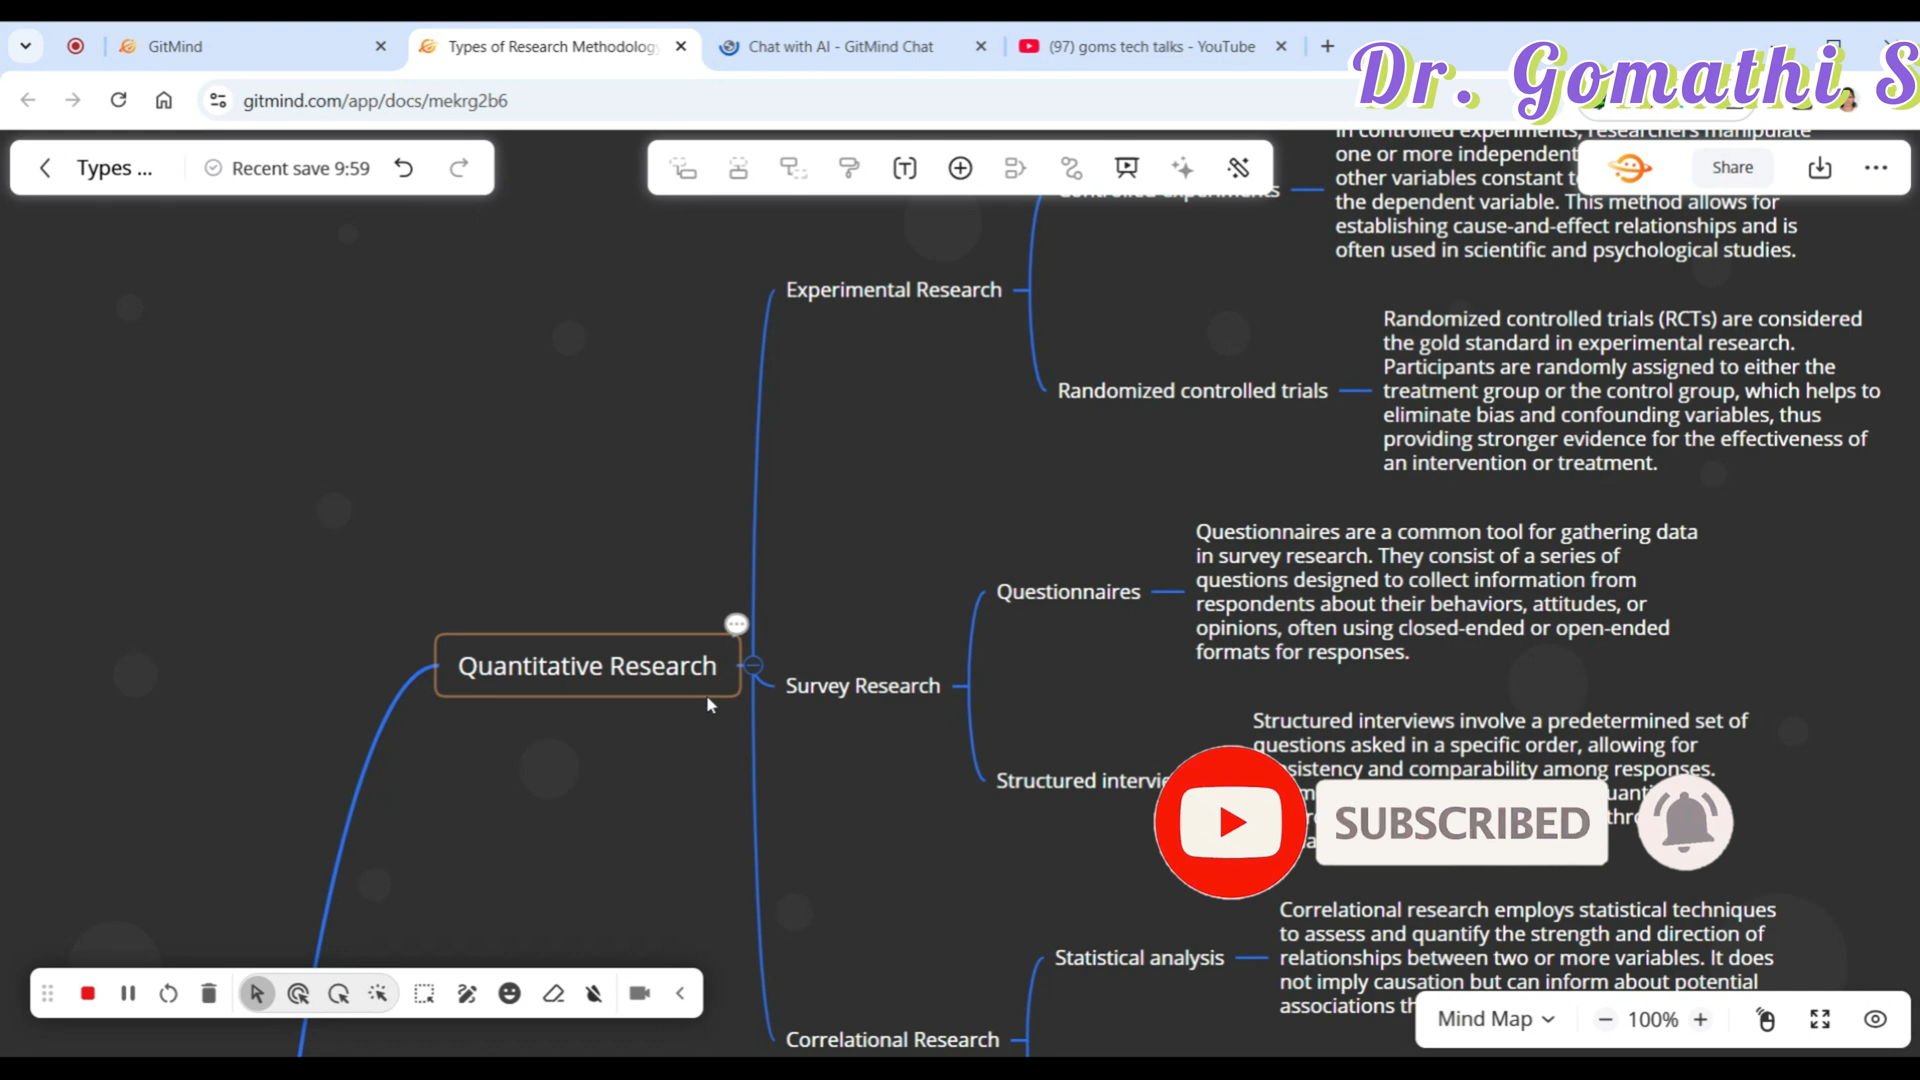 GitMind
Types of Research Methodology
Chat with AI - GitMind Chat
(97) goms tech talks - YouTube
Dr. Gomathi S
gitmind.com/app/docs/mekrg2b6
Types ...
Recent save 9:59
Share
In controlled experiments, researchers manipulate
one or more independent
other variables constant
the dependent variable. This method allows for
establishing cause-and-effect relationships and is
often used in scientific and psychological studies.
Controlled experiments
Experimental Research
Randomized controlled trials (RCTs) are considered
the gold standard in experimental research.
Participants are randomly assigned to either the
treatment group or the control group, which helps to
eliminate bias and confounding variables, thus
providing stronger evidence for the effectiveness of
an intervention or treatment.
Randomized controlled trials
Questionnaires are a common tool for gathering data
in survey research. They consist of a series of
questions designed to collect information from
respondents about their behaviors, attitudes, or
opinions, often using closed-ended or open-ended
formats for responses.
Questionnaires
Quantitative Research
Survey Research
Structured interviews involve a predetermined set of
questions asked in a specific order, allowing for
and comparability among responses.
Structured
SUBSCRIBED
Correlational research employs statistical techniques
to assess and quantify the strength and direction of
relationships between two or more variables. It does
not imply causation but can inform about potential
associations
Statistical analysis
Correlational Research
Mind Map
100%